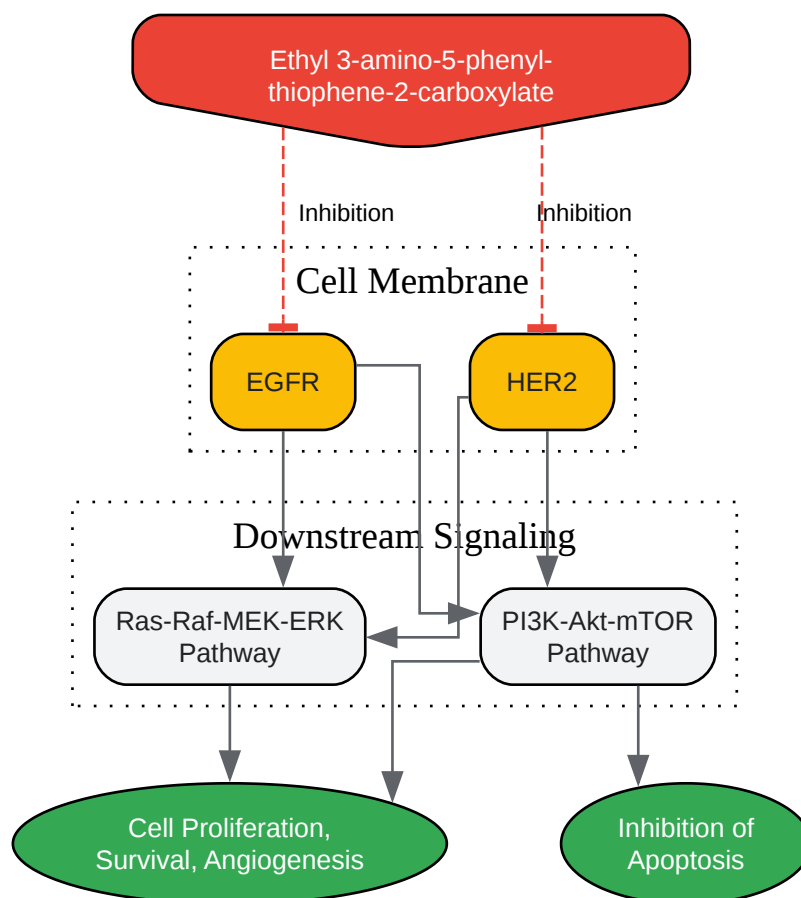 Ethyl 3-amino-5-phenyl-
thiophene-2-carboxylate
Inhibition
Inhibition
Cell Membrane
EGFR
HER2
Downstream Signaling
Ras-Raf-MEK-ERK
Pathway
PI3K-Akt-mTOR
Pathway
Cell Proliferation,
Survival, Angiogenesis
Inhibition of
Apoptosis